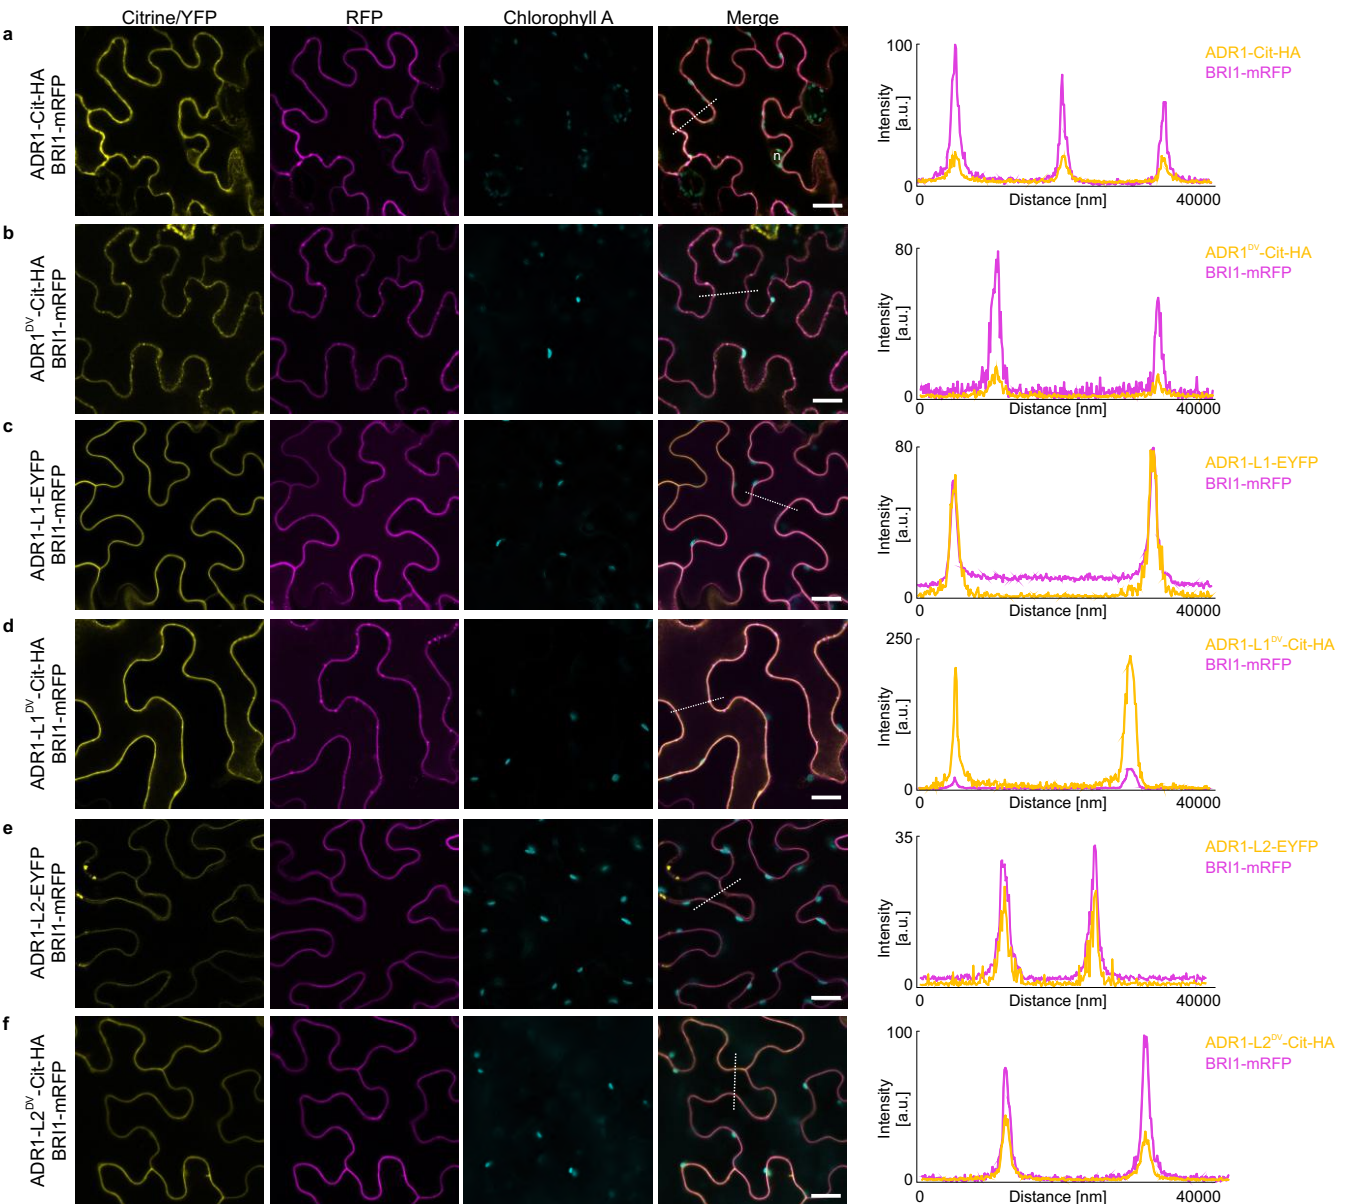 Citrine/YFP RFP Chlorophyll A Merge
a
ADR1-Cit-HA
BRI1-mRFP
n
100
0
Intensity
[a.u.]
0 Distance [nm] 40000
ADR1-Cit-HA
BRI1-mRFP
b
ADR1DV-Cit-HA
BRI1-mRFP
80
0
Intensity
[a.u.]
0 Distance [nm] 40000
ADR1DV-Cit-HA
BRI1-mRFP
c
ADR1-L1-EYFP
BRI1-mRFP
80
0
Intensity
[a.u.]
0 Distance [nm] 40000
ADR1-L1-EYFP
BRI1-mRFP
d
ADR1-L1DV-Cit-HA
BRI1-mRFP
250
0
Intensity
[a.u.]
0 Distance [nm] 40000
ADR1-L1DV-Cit-HA
BRI1-mRFP
e
ADR1-L2-EYFP
BRI1-mRFP
35
0
Intensity
[a.u.]
0 Distance [nm] 40000
ADR1-L2-EYFP
BRI1-mRFP
f
ADR1-L2DV-Cit-HA
BRI1-mRFP
100
0
Intensity
[a.u.]
0 Distance [nm] 40000
ADR1-L2DV-Cit-HA
BRI1-mRFP